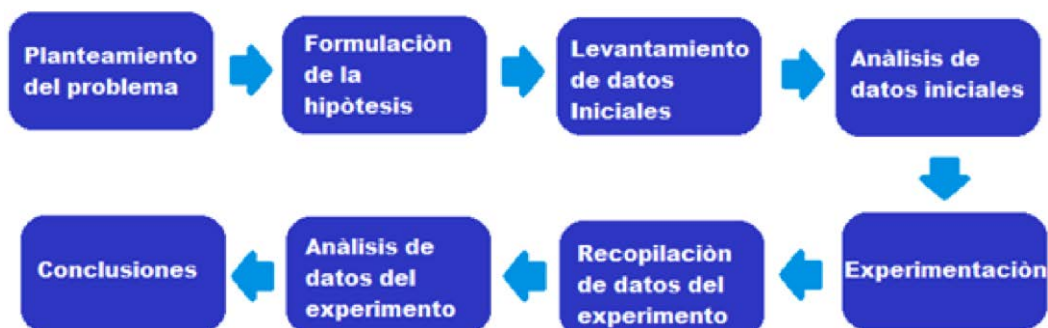 Planteamiento
del problema
Formulaciòn
de la
hipòtesis
Levantamiento
de datos
Iniciales
Anàlisis de
datos iniciales
Experimentaciòn
Recopilaciòn
de datos del
experimento
Anàlisis de
datos del
experimento
Conclusiones